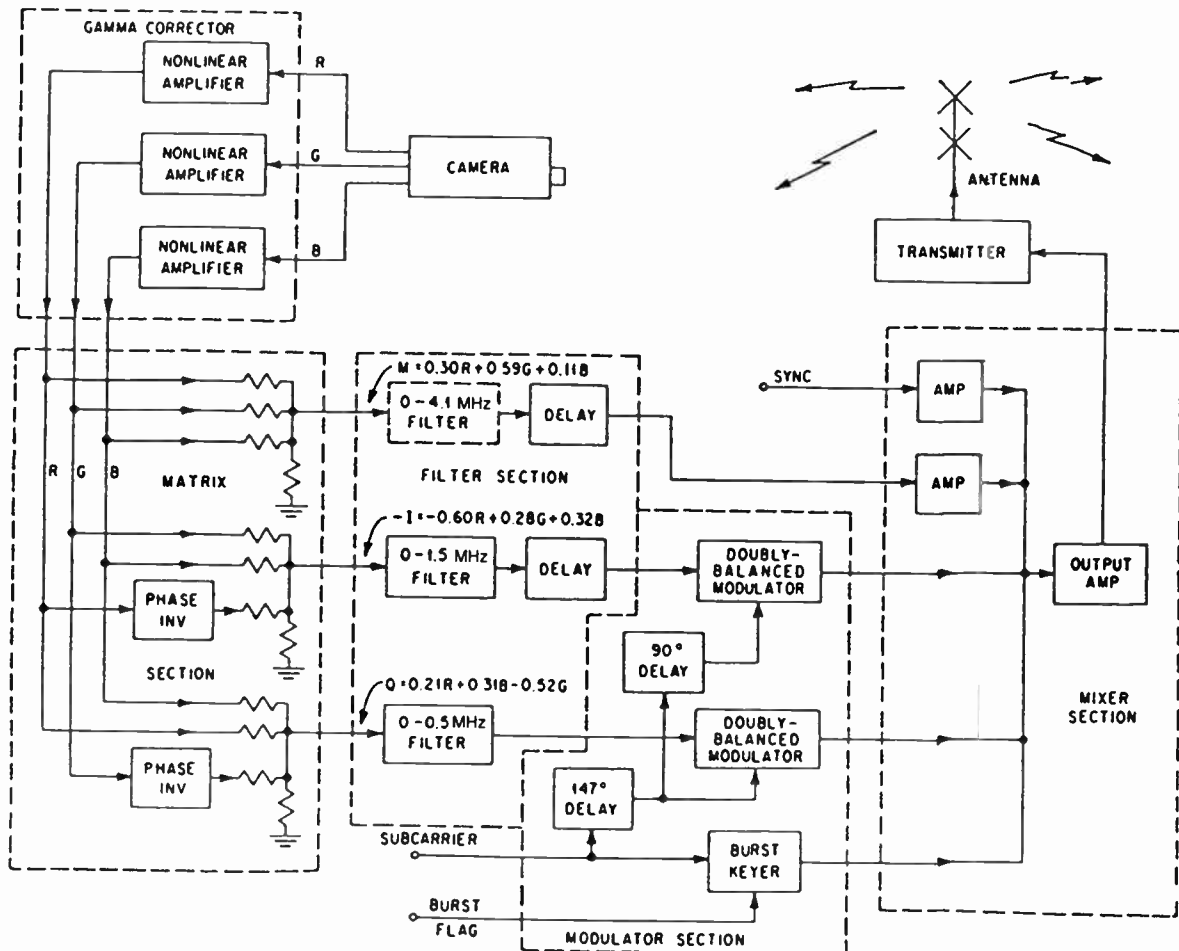 GAMMA CORRECTOR
NONLINEAR
AMPLIFIER
R
NONLINEAR
AMPLIFIER
G
CAMERA
NONLINEAR
AMPLIFIER
B
ANTENNA
TRANSMITTER
M=0.30R+0.59G+0.11B
0-4.1 MHz
FILTER
DELAY
SYNC
AMP
R
G
B
MATRIX
FILTER SECTION
AMP
-I=-0.60R+0.28G+0.32B
0-1.5 MHz
FILTER
DELAY
DOUBLY-
BALANCED
MODULATOR
OUTPUT
AMP
PHASE
INV
SECTION
90°
DELAY
MIXER
SECTION
Q=0.21R+0.31B-0.52G
0-0.5 MHz
FILTER
DOUBLY-
BALANCED
MODULATOR
PHASE
INV
147°
DELAY
SUBCARRIER
BURST
KEYER
BURST
FLAG
MODULATOR SECTION